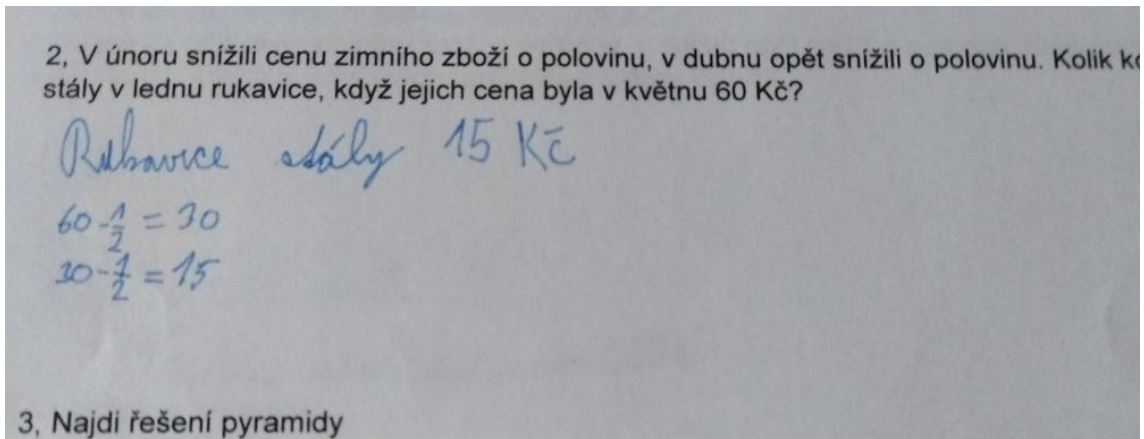 2, V únoru snížili cenu zimního zboží o polovinu, v dubnu opět snížili o polovinu. Kolik
stály v lednu rukavice, když jejich cena byla v květnu 60 Kč?
Rukavice stály 15 Kč
60 - 1/2 = 30
30 - 1/2 = 15
3, Najdi řešení pyramidy